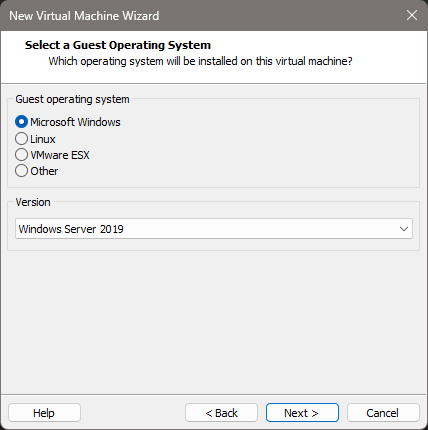 New Virtual Machine Wizard
Select a Guest Operating System
Which operating system will be installed on this virtual machine?
Guest operating system
Microsoft Windows
Linux
VMware ESX
Other
Version
Windows Server 2019
Help
< Back
Next >
Cancel